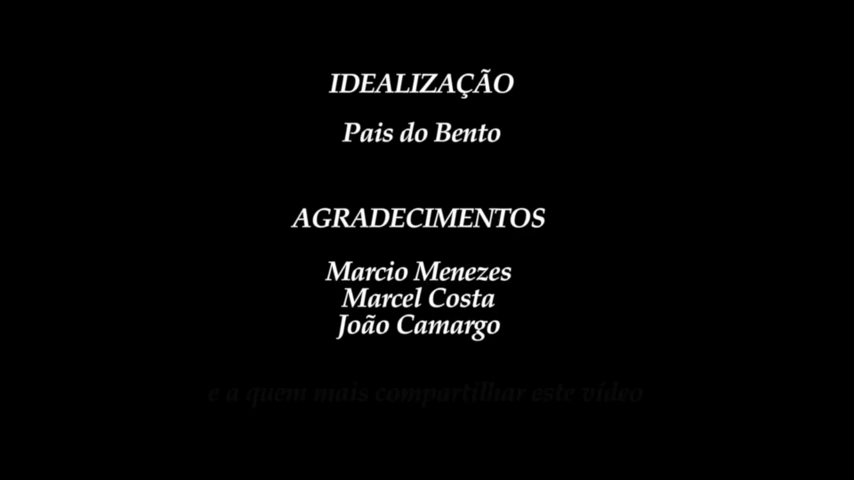 IDEALIZAÇÃO
Pais do Bento
AGRADECIMENTOS
Marcio Menezes
Marcel Costa
João Camargo
e a quem mais compartilhar este vídeo